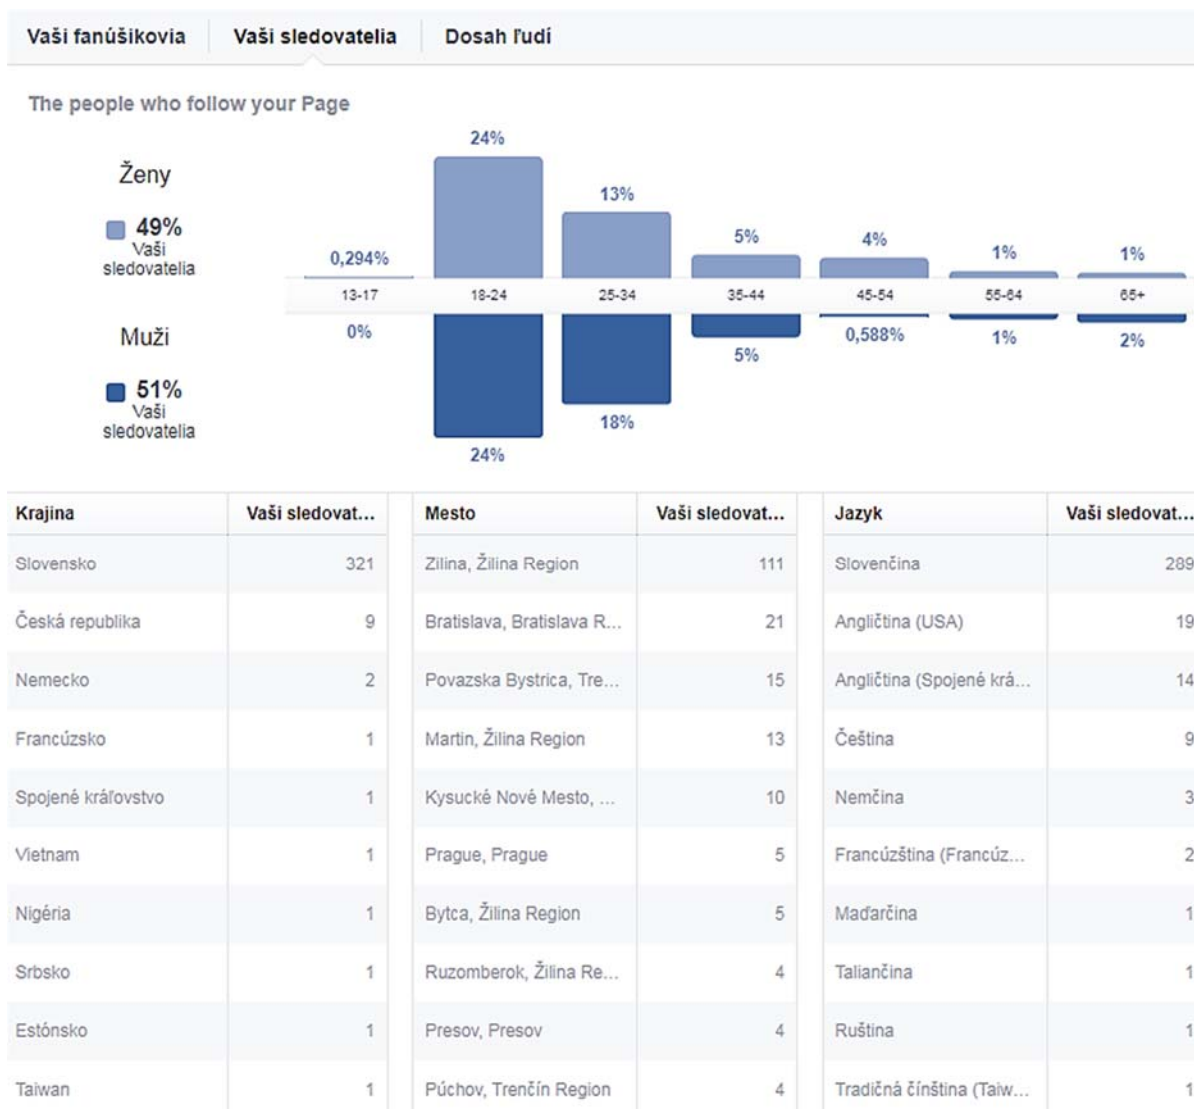 Vaši fanúšikovia Vaši sledovatelia Dosah ľudí
The people who follow your Page
Ženy
49%
Vaši
sledovatelia
24%
13%
5%
4%
1%
1%
0,294%
13-17 18-24 25-34 35-44 45-54 55-64 65+
Muži
51%
Vaši
sledovatelia
0%
24%
18%
5%
0,588%
1%
2%
Krajina Vaši sledovat... Mesto Vaši sledovat... Jazyk Vaši sledovat...
Slovensko 321 Zilina, Žilina Region 111 Slovenčina 289
Česká republika 9 Bratislava, Bratislava R... 21 Angličtina (USA) 19
Nemecko 2 Povazska Bystrica, Tre... 15 Angličtina (Spojené krá... 14
Francúzsko 1 Martin, Žilina Region 13 Čeština 9
Spojené kráľovstvo 1 Kysucké Nové Mesto, ... 10 Nemčina 3
Vietnam 1 Prague, Prague 5 Francúzština (Francúz... 2
Nigéria 1 Bytca, Žilina Region 5 Maďarčina 1
Srbsko 1 Ruzomberok, Žilina Re... 4 Taliančina 1
Estónsko 1 Presov, Presov 4 Ruština 1
Taiwan 1 Púchov, Trenčín Region 4 Tradičná čínština (Taiw... 1